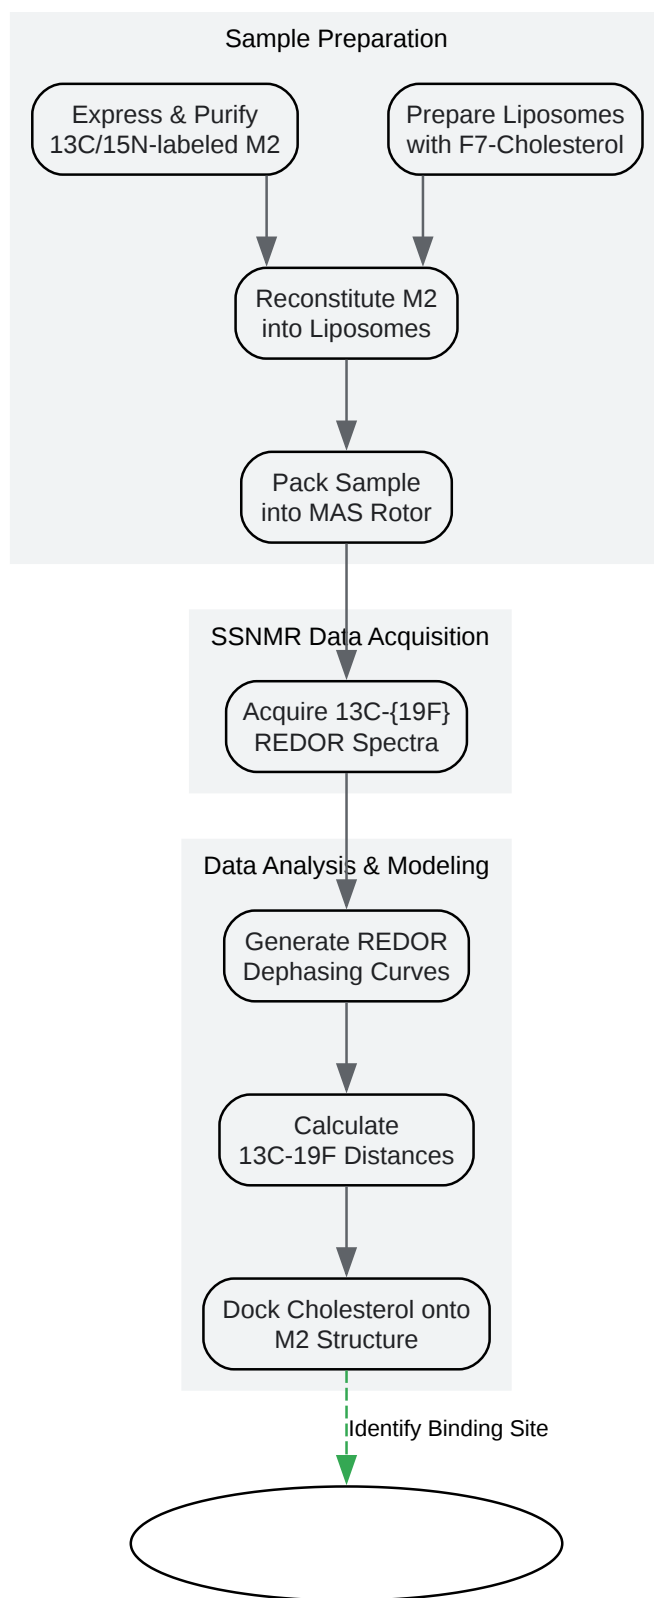 Sample Preparation
Express & Purify
13C/15N-labeled M2
Prepare Liposomes
with F7-Cholesterol
Reconstitute M2
into Liposomes
Pack Sample
into MAS Rotor
SSNMR Data Acquisition
Acquire 13C-{19F}
REDOR Spectra
Data Analysis & Modeling
Generate REDOR
Dephasing Curves
Calculate
13C-19F Distances
Dock Cholesterol onto
M2 Structure
Identify Binding Site